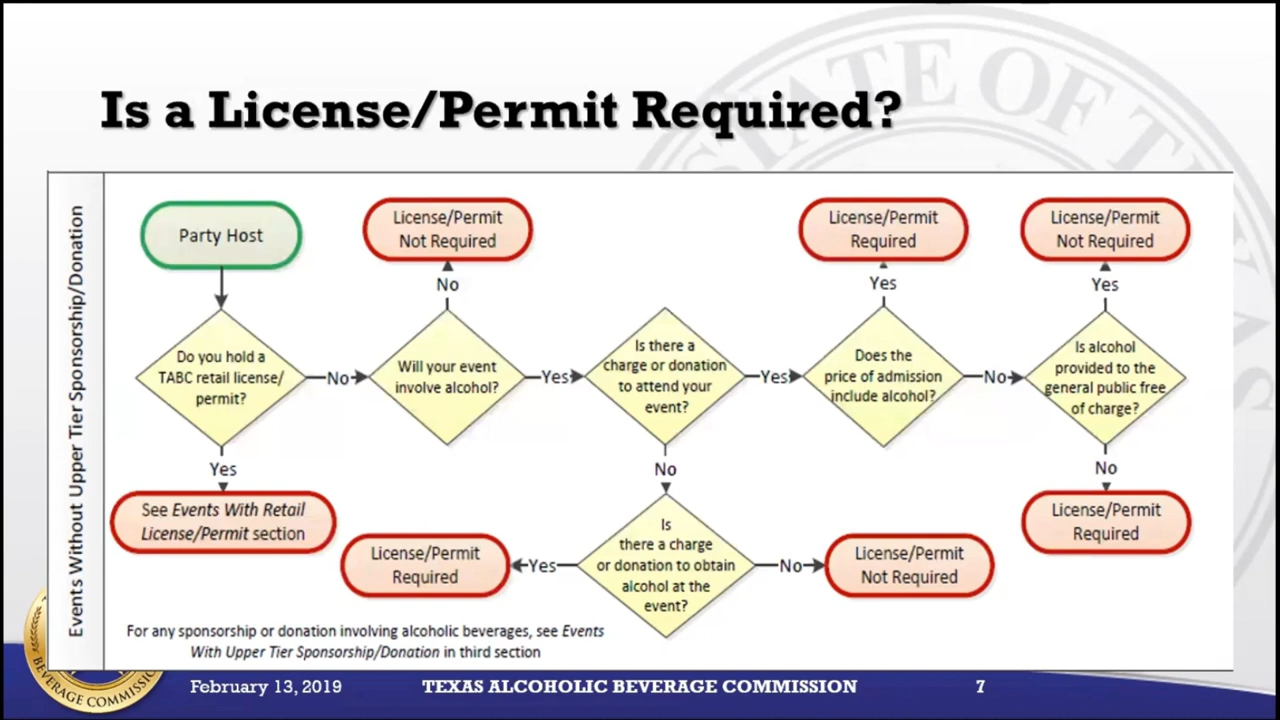 STATE OF TEXAS
Is a License/Permit Required?
Events Without Upper Tier Sponsorship/Donation
Party Host
License/Permit
Not Required
License/Permit
Required
License/Permit
Not Required
No
Yes
Yes
Do you hold a
TABC retail license/
permit?
No
Will your event
involve alcohol?
Yes
Is there a
charge or donation
to attend your
event?
Yes
Does the
price of admission
include alcohol?
No
Is alcohol
provided to the
general public free
of charge?
Yes
No
No
See Events With Retail
License/Permit section
License/Permit
Required
Yes
Is
there a charge
or donation to obtain
alcohol at the
event?
No
License/Permit
Not Required
License/Permit
Required
For any sponsorship or donation involving alcoholic beverages, see Events
With Upper Tier Sponsorship/Donation in third section
BEVERAGE COMMISS
February 13, 2019
TEXAS ALCOHOLIC BEVERAGE COMMISSION
7